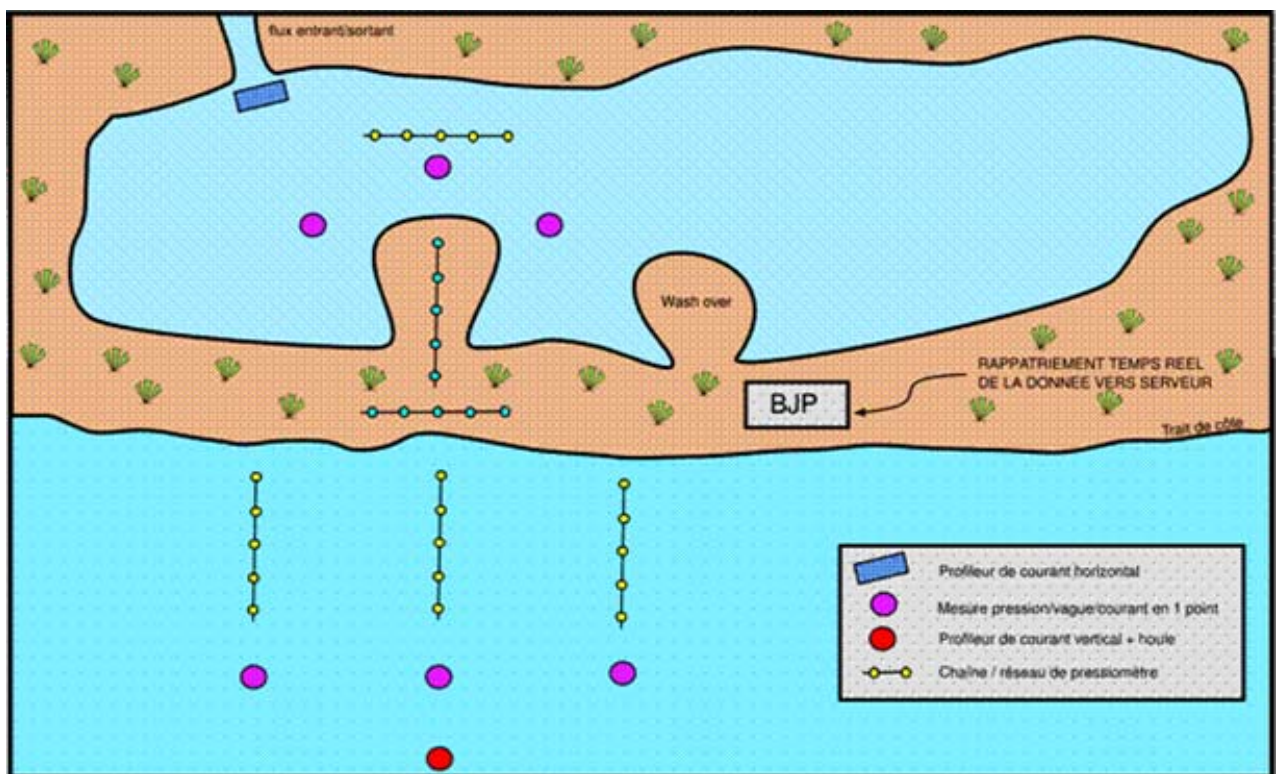 flux entrant/sortant
Wash over
RAPPATRIEMENT TEMPS REEL
DE LA DONNEE VERS SERVEUR
BJP
Trait de côte
Profileur de courant horizontal
Mesure pression/vague/courant en 1 point
Profileur de courant vertical + houle
Chaîne / réseau de pressiomètre